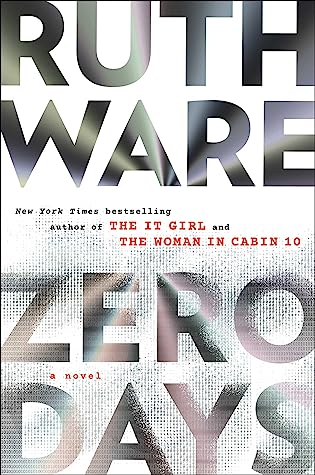 RUTH
WARE
New York Times bestselling
author of THE IT GIRL and
THE WOMAN IN CABIN 10
ZERO
a novel
DAYS